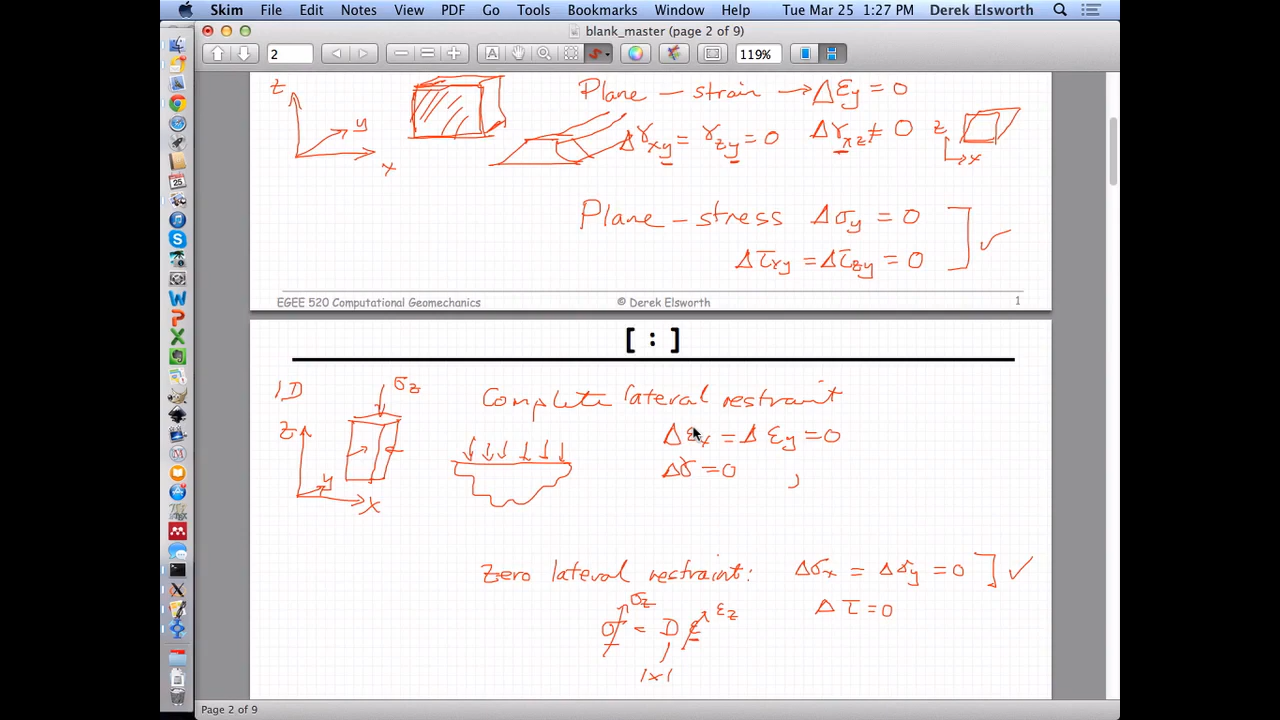 Skim File Edit Notes View PDF Go Tools Bookmarks Window Help Tue Mar 25 1:27 PM Derek Elsworth
blank_master (page 2 of 9)
2 119%
z y x
Plane - strain → Δεy = 0
Δγxy = γzy = 0 Δγxz ≠ 0
z x
Plane - stress Δσy = 0
Δτxy = Δτzy = 0 ✓
EGEE 520 Computational Geomechanics © Derek Elsworth 1
[ : ]
1D σz
z y x
Complete lateral restraint
Δεx = Δεy = 0
Δγ = 0 ,
Zero lateral restraint: Δσx = Δσy = 0 ✓
Δτ = 0
σz εz
σ = D ε
1x1
Page 2 of 9